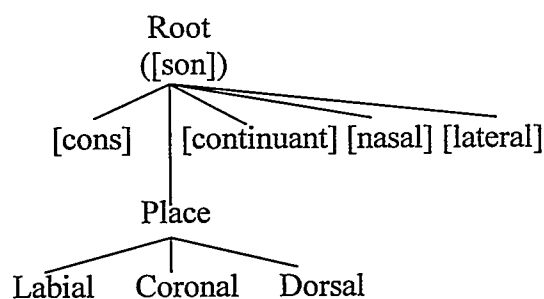 Root
([son])
[cons] [continuant] [nasal] [lateral]
Place
Labial Coronal Dorsal